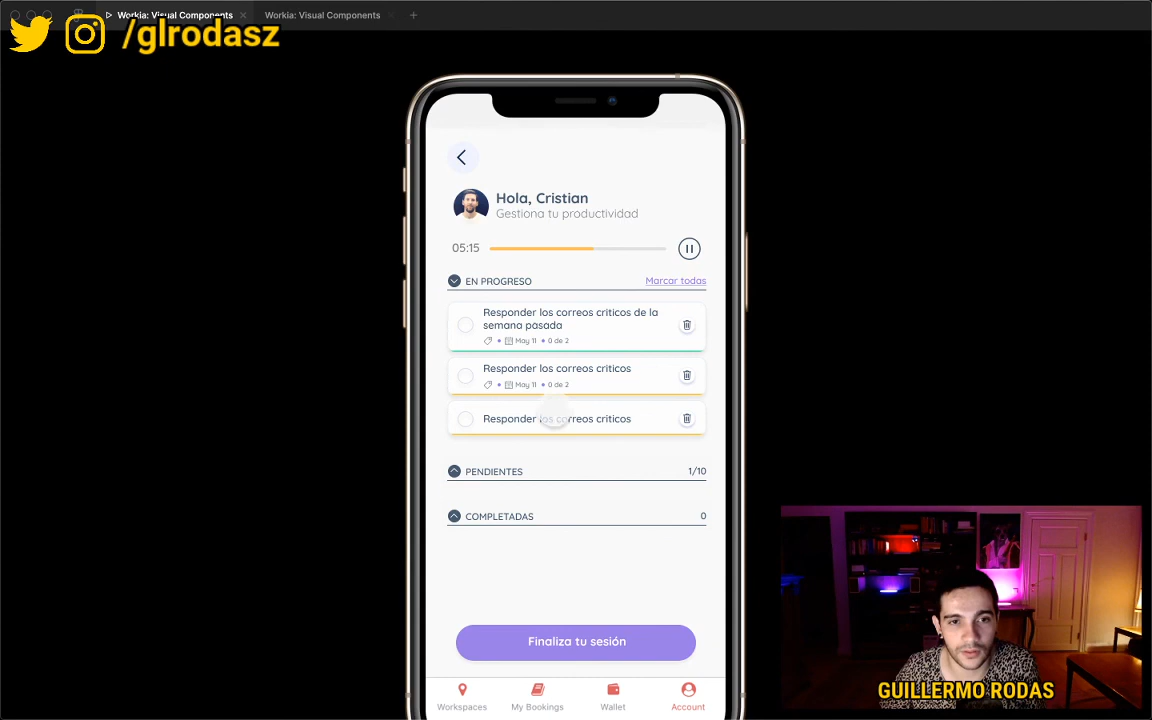 Workia: Visual Components
Workia: Visual Components
/glrodasz
Hola, Cristian
Gestiona tu productividad
05:15
EN PROGRESO
Marcar todas
Responder los correos criticos de la
semana pasada
May 11
0 de 2
Responder los correos criticos
May 11
0 de 2
Responder los correos criticos
PENDIENTES
1/10
COMPLETADAS
0
Finaliza tu sesión
Workspaces
My Bookings
Wallet
Account
GUILLERMO RODAS